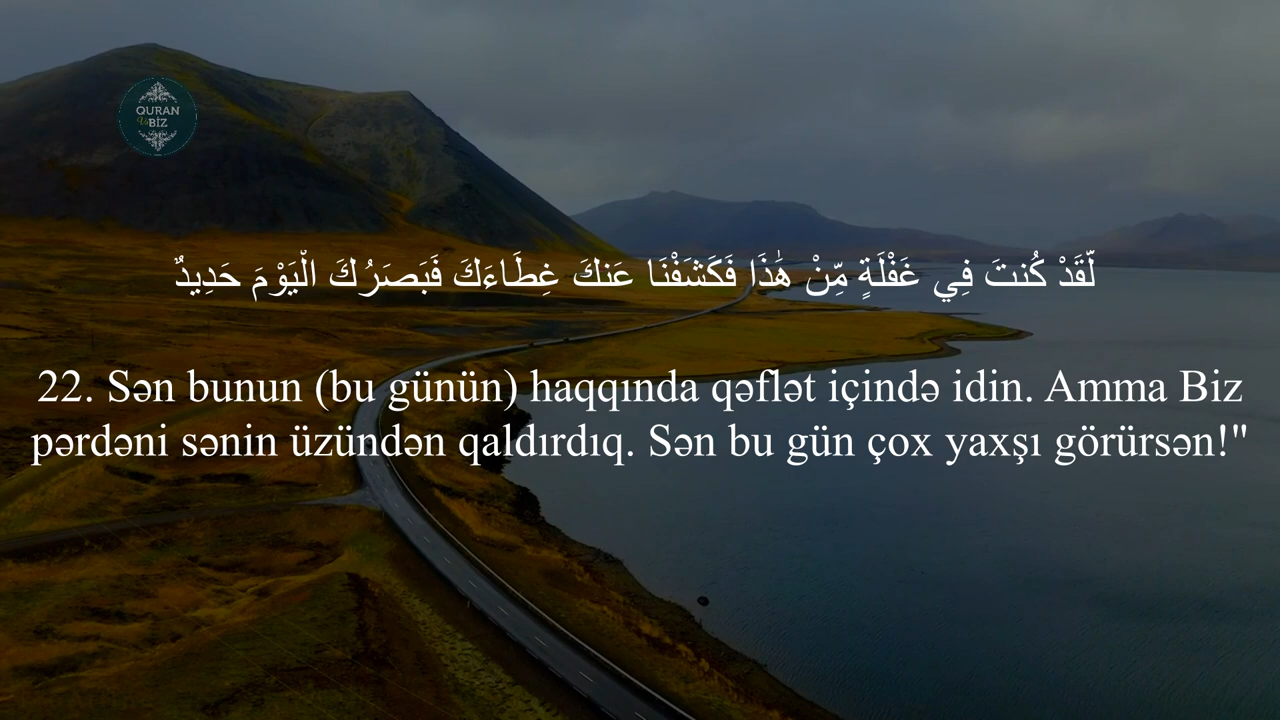 QURAN
Və BİZ
لَّقَدْ كُنتَ فِي غَفْلَةٍ مِّنْ هَٰذَا فَكَشَفْنَا عَنكَ غِطَاءَكَ فَبَصَرُكَ الْيَوْمَ حَدِيدٌ
22. Sən bunun (bu günün) haqqında qəflət içində idin. Amma Biz
pərdəni sənin üzündən qaldırdıq. Sən bu gün çox yaxşı görürsən!"